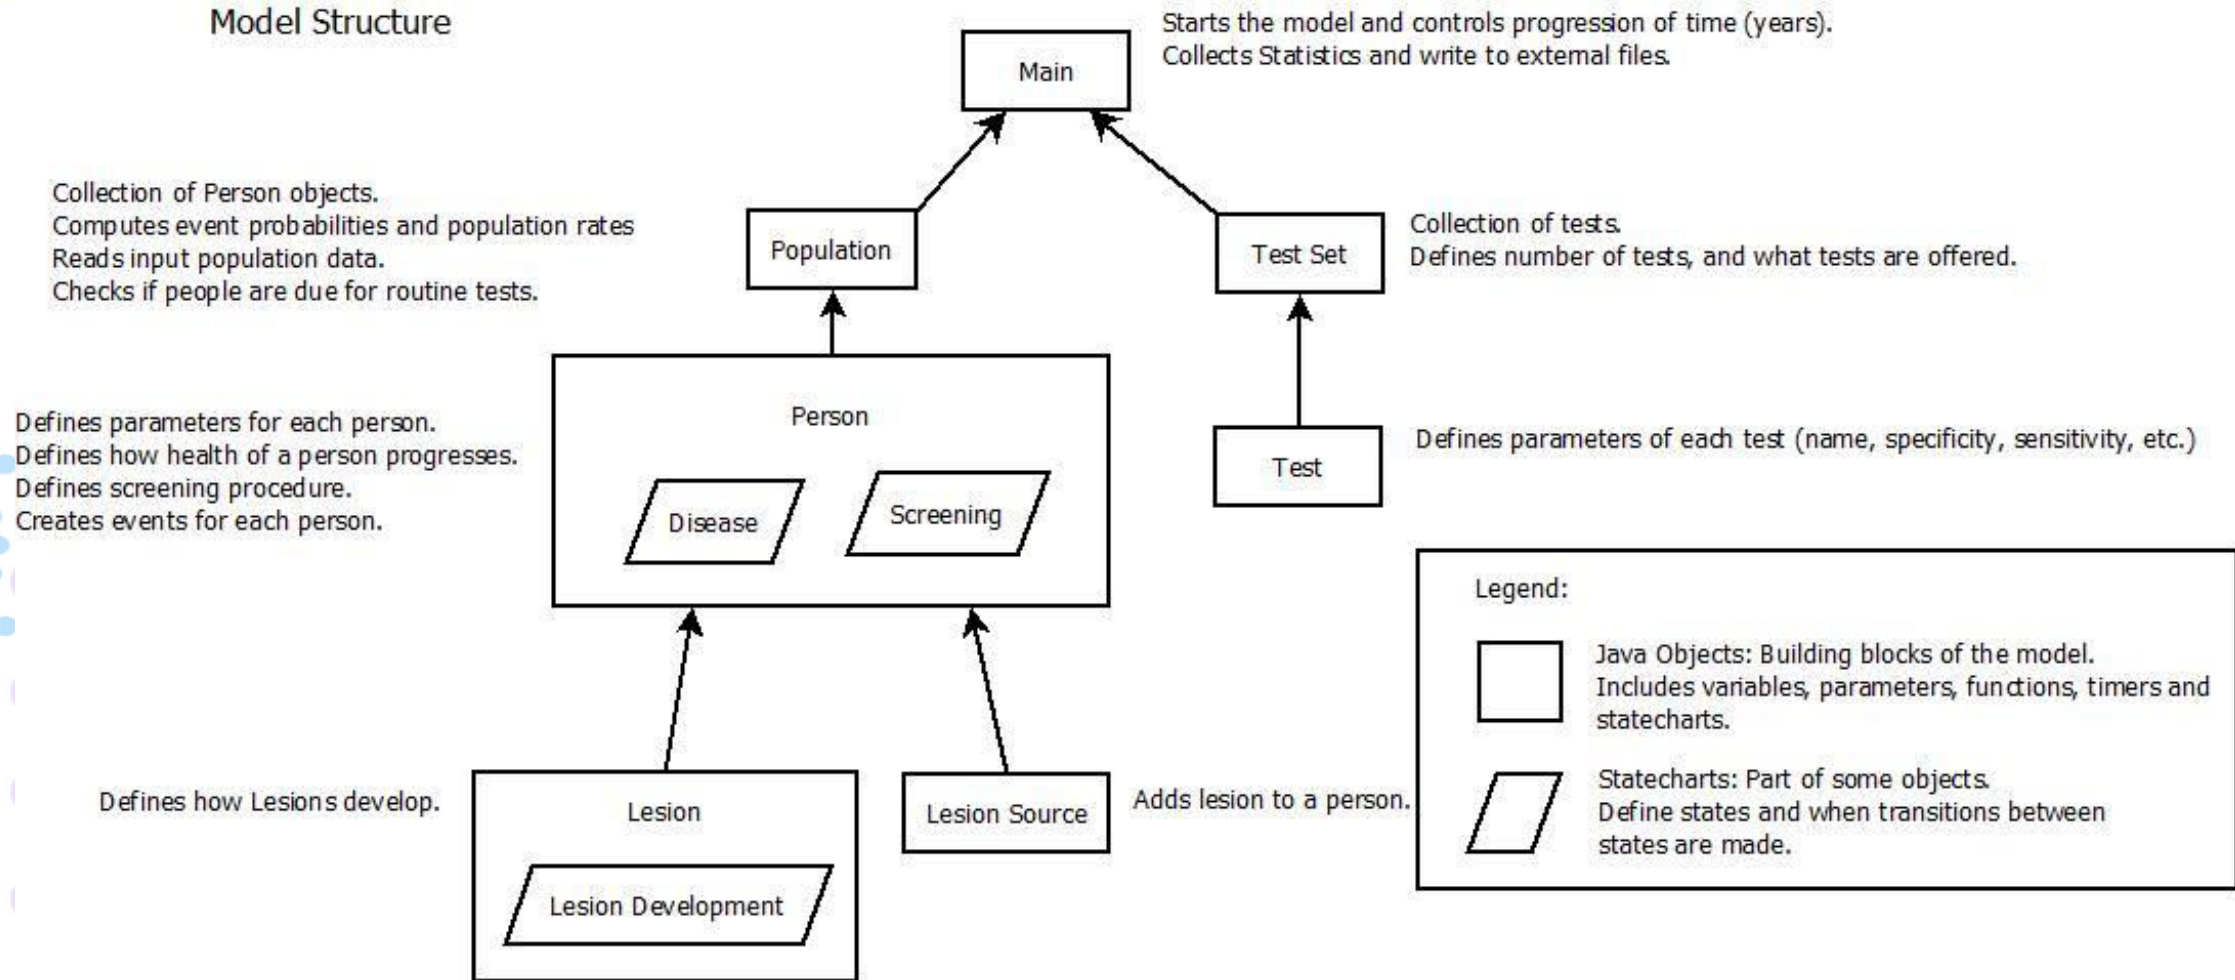 Model Structure
Starts the model and controls progression of time (years).
Collects Statistics and write to external files.
Main
Collection of Person objects.
Computes event probabilities and population rates
Reads input population data.
Checks if people are due for routine tests.
Population
Test Set
Collection of tests.
Defines number of tests, and what tests are offered.
Defines parameters for each person.
Defines how health of a person progresses.
Defines screening procedure.
Creates events for each person.
Person
Disease
Screening
Test
Defines parameters of each test (name, specificity, sensitivity, etc.)
Legend:
Java Objects: Building blocks of the model.
Includes variables, parameters, functions, timers and
statecharts.
Statecharts: Part of some objects.
Define states and when transitions between
states are made.
Defines how Lesions develop.
Lesion
Lesion Development
Lesion Source
Adds lesion to a person.